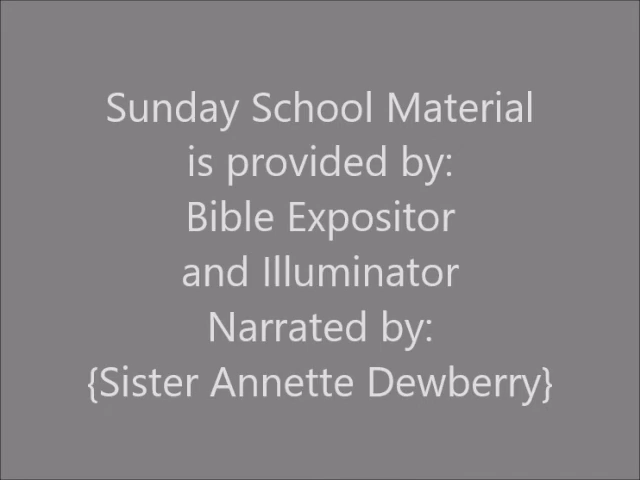 Sunday School Material
is provided by:
Bible Expositor
and Illuminator
Narrated by:
{Sister Annette Dewberry}